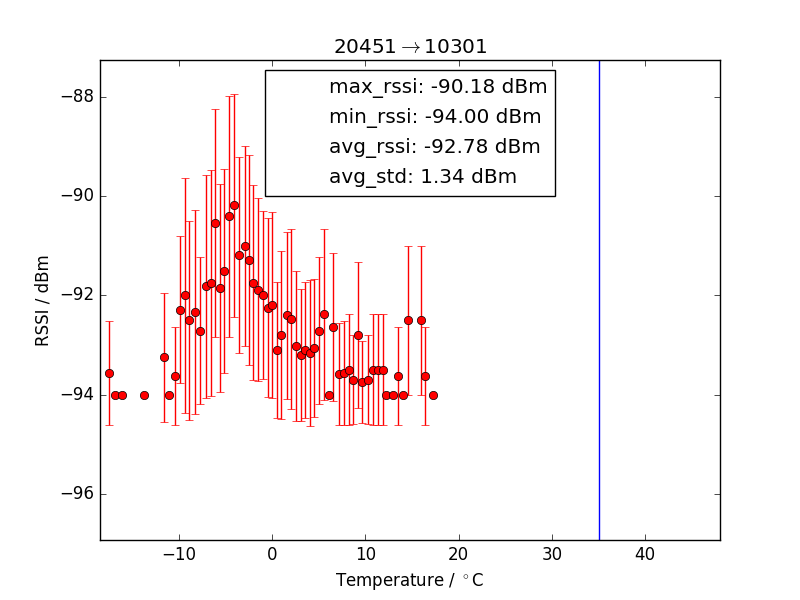 20451→10301
max_rssi: -90.18 dBm
min_rssi: -94.00 dBm
avg_rssi: -92.78 dBm
avg_std: 1.34 dBm
−88
−90
−92
−94
−96
RSSI / dBm
−10 0 10 20 30 40
Temperature / °C